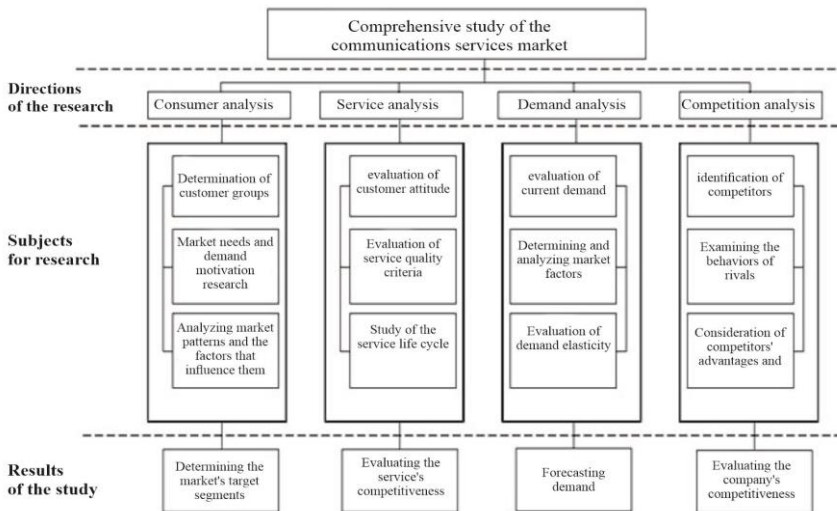 Comprehensive study of the
communications services market
Directions
of the research
Consumer analysis
Service analysis
Demand analysis
Competition analysis
Subjects
for research
Determination of
customer groups
Market needs and
demand
motivation research
Analyzing market
patterns and the
factors that
influence them
evaluation of
customer attitude
Evaluation of
service quality
criteria
Study of the
service life cycle
evaluation of
current demand
Determining and
analyzing market
factors
Evaluation of
demand elasticity
identification of
competitors
Examining the
behaviors of
rivals
Consideration of
competitors'
advantages and
Results
of the study
Determining the
market's target
segments
Evaluating the
service's
competitiveness
Forecasting
demand
Evaluating the
company's
competitiveness